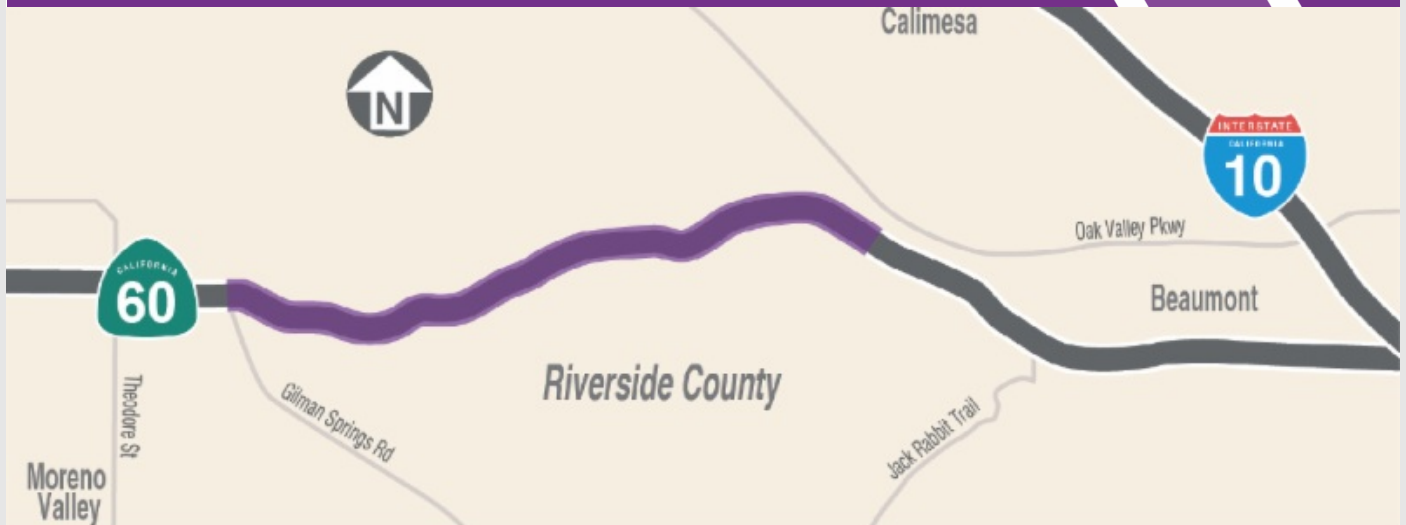 Calimesa
N
INTERSTATE
CALIFORNIA
10
Oak Valley Pkwy
CALIFORNIA
60
Beaumont
Theodore St
Gilman Springs Rd
Riverside County
Jack Rabbit Trail
Moreno
Valley